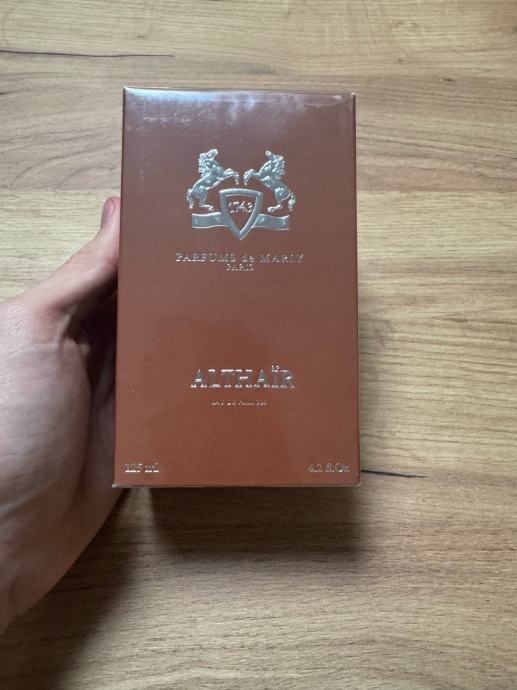 1743
PARFUMS de MARLY
PARIS
ALTHAÏR
EAU DE PARFUM
125 ml
4.2 fl.Oz